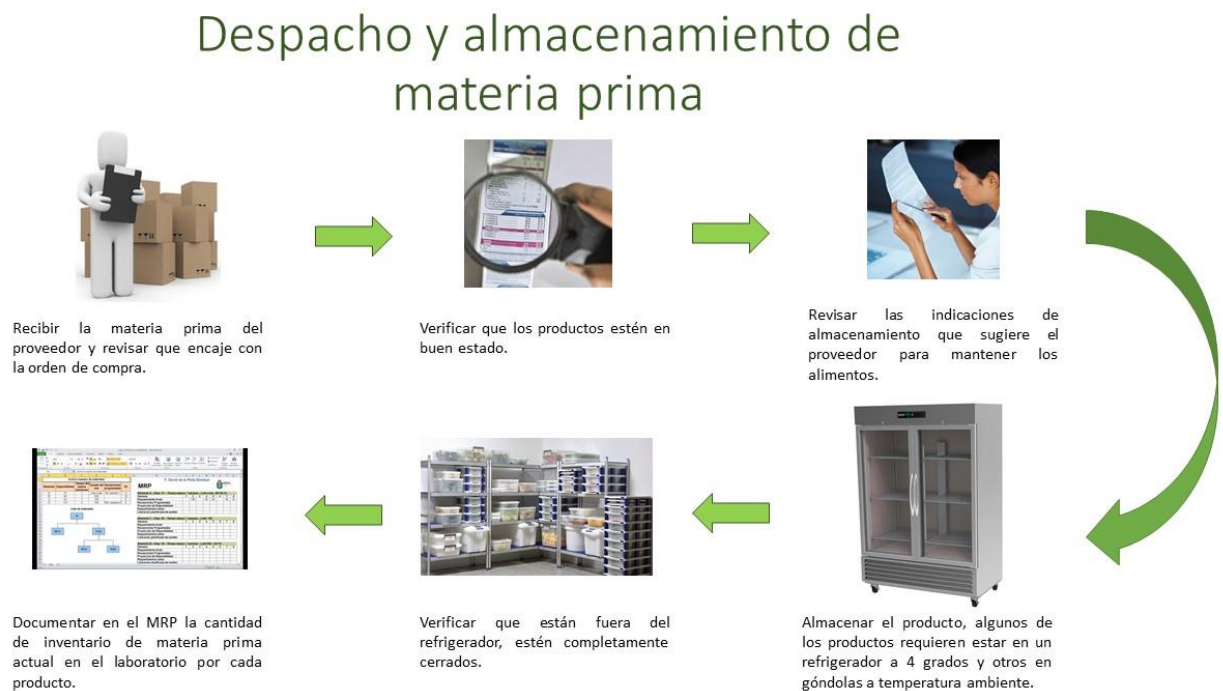 Despacho y almacenamiento de
materia prima
Recibir la materia prima del
proveedor y revisar que encaje con
la orden de compra.
Verificar que los productos estén en
buen estado.
Revisar las indicaciones de
almacenamiento que sugiere el
proveedor para mantener los
alimentos.
MRP
Documentar en el MRP la cantidad
de inventario de materia prima
actual en el laboratorio por cada
producto.
Verificar que están fuera del
refrigerador, estén completamente
cerrados.
Almacenar el producto, algunos de
los productos requieren estar en un
refrigerador a 4 grados y otros en
góndolas a temperatura ambiente.